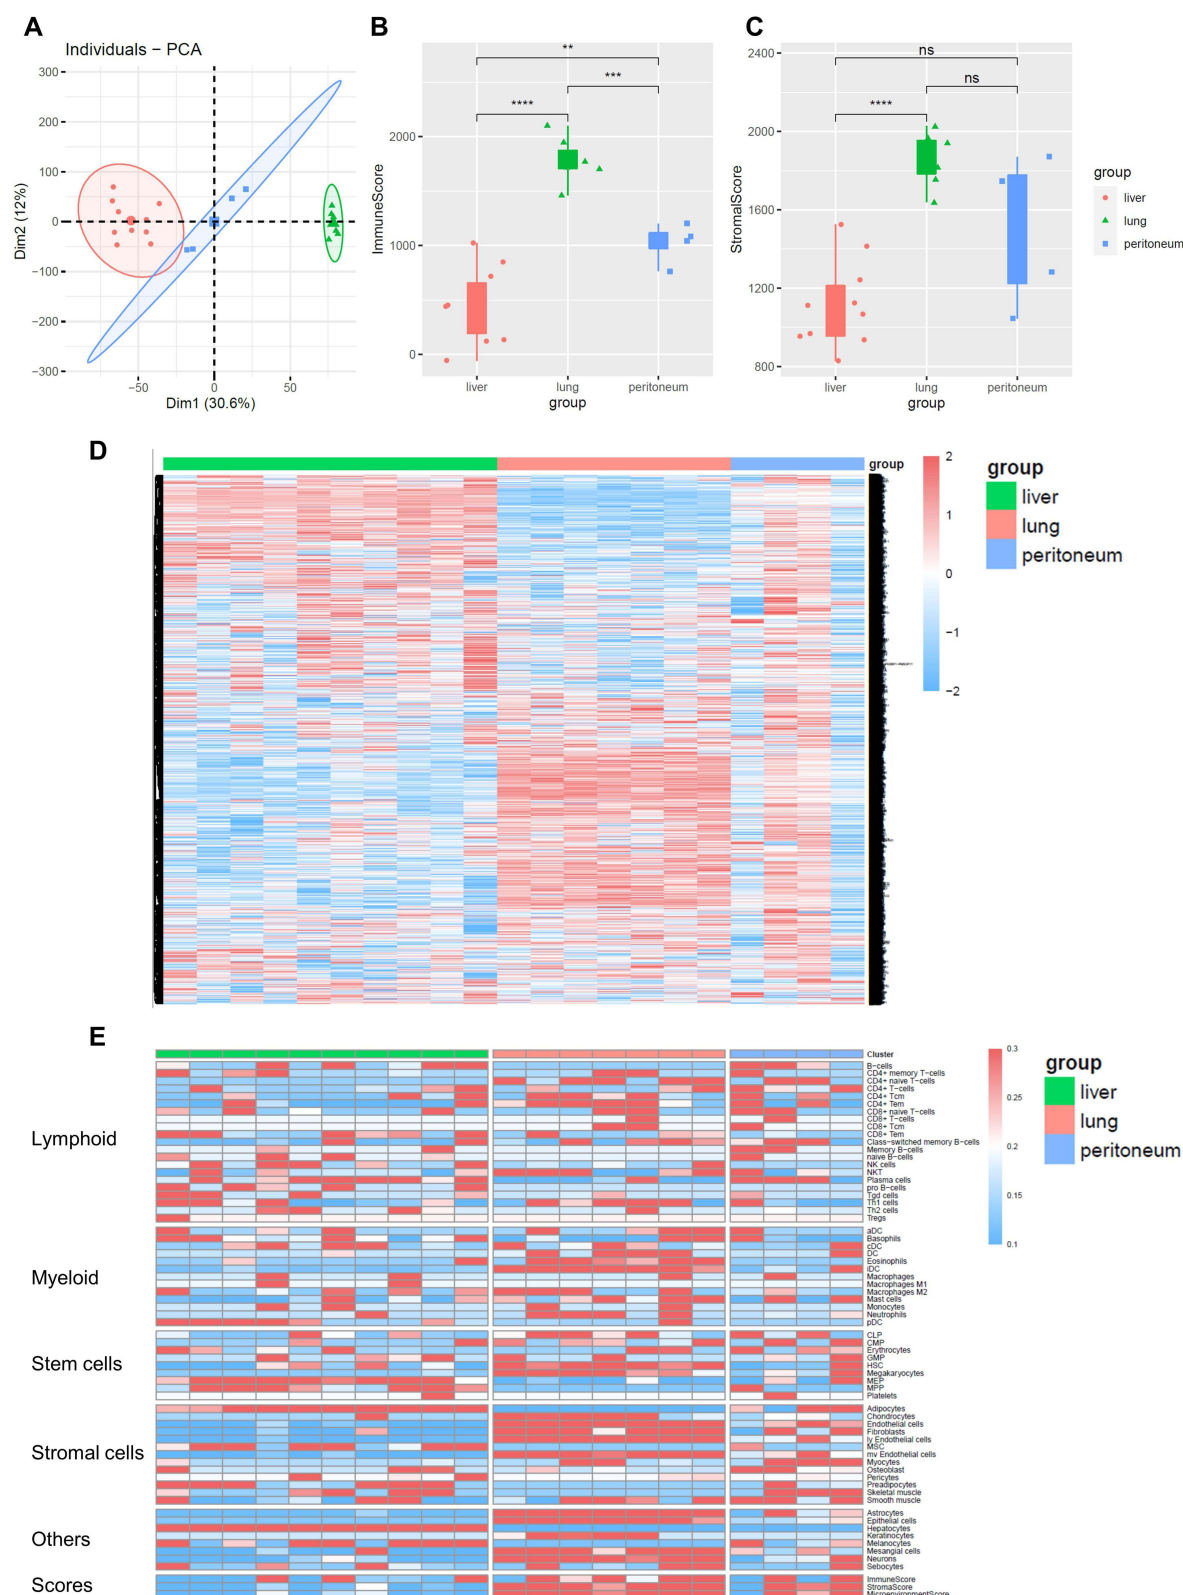 A
Individuals − PCA
300
200
100
0
−100
−200
−300
Dim2 (12%)
−50
0
50
Dim1 (30.6%)
B
**
***
****
2000
1000
0
ImmuneScore
liver
lung
peritoneum
group
C
ns
ns
****
2400
2000
1600
1200
800
StromalScore
liver
lung
peritoneum
group
group
liver
lung
peritoneum
D
group
2
1
0
−1
−2
group
liver
lung
peritoneum
E
Cluster
Lymphoid
B−cells
CD4+ memory T−cells
CD4+ naive T−cells
CD4+ T−cells
CD4+ Tcm
CD4+ Tem
CD8+ naive T−cells
CD8+ T−cells
CD8+ Tcm
CD8+ Tem
Class−switched memory B−cells
Memory B−cells
naive B−cells
NK cells
NKT
Plasma cells
pro B−cells
Tgd cells
Th1 cells
Th2 cells
Tregs
Myeloid
aDC
Basophils
cDC
DC
Eosinophils
iDC
Macrophages
Macrophages M1
Macrophages M2
Mast cells
Monocytes
Neutrophils
pDC
Stem cells
CLP
CMP
Erythrocytes
GMP
HSC
Megakaryocytes
MEP
MPP
Platelets
Stromal cells
Adipocytes
Chondrocytes
Endothelial cells
Fibroblasts
ly Endothelial cells
MSC
mv Endothelial cells
Myocytes
Osteoblast
Pericytes
Preadipocytes
Skeletal muscle
Smooth muscle
Others
Astrocytes
Epithelial cells
Hepatocytes
Keratinocytes
Melanocytes
Mesangial cells
Neurons
Sebocytes
Scores
ImmuneScore
StromaScore
MicroenvironmentScore
0.3
0.25
0.2
0.15
0.1
group
liver
lung
peritoneum